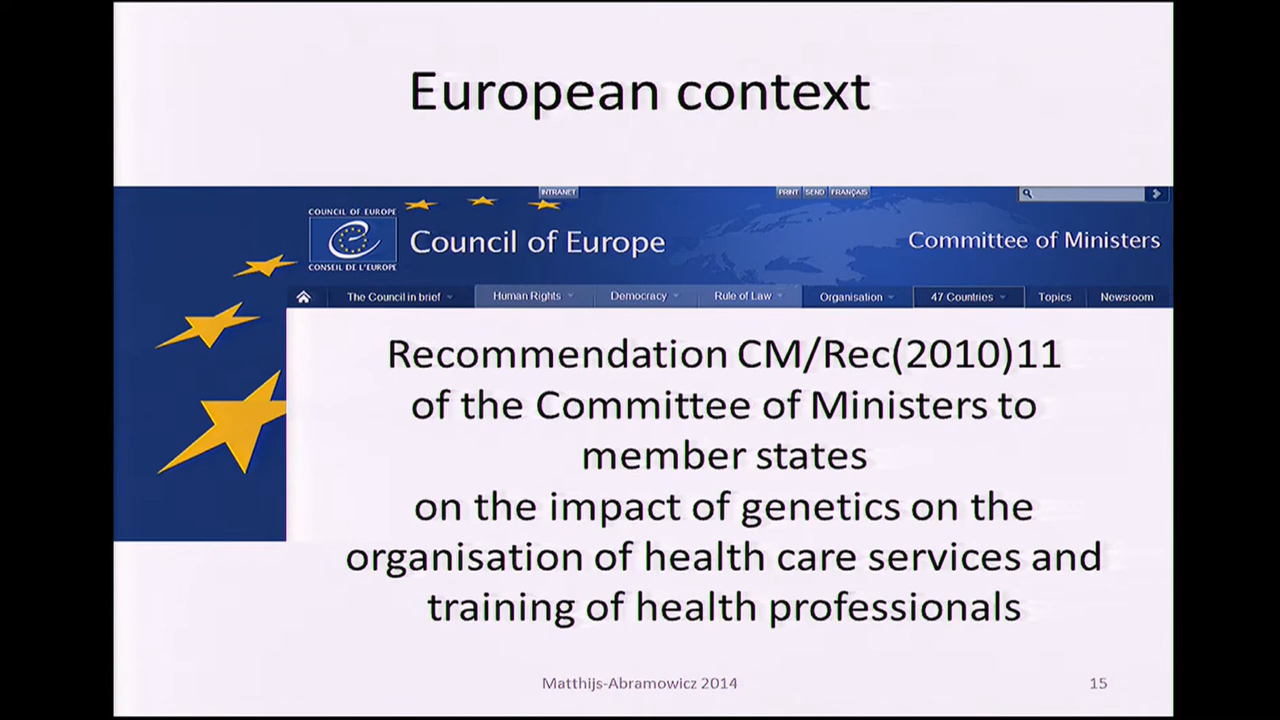 European context
INTRANET
PRINT SEND FRANÇAIS
COUNCIL OF EUROPE
CONSEIL DE L'EUROPE
Council of Europe
Committee of Ministers
The Council in brief Human Rights Democracy Rule of Law Organisation 47 Countries Topics Newsroom
Recommendation CM/Rec(2010)11
of the Committee of Ministers to
member states
on the impact of genetics on the
organisation of health care services and
training of health professionals
Matthijs-Abramowicz 2014
15